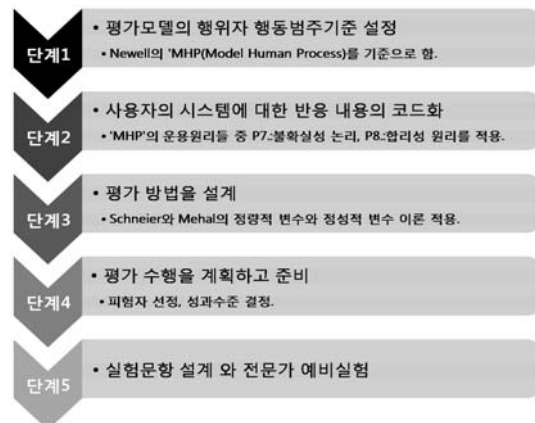 단계1
• 평가모델의 행위자 행동범주기준 설정
• Newell의 'MHP(Model Human Process)를 기준으로 함.
단계2
• 사용자의 시스템에 대한 반응 내용의 코드화
• 'MHP'의 운용원리들 중 P7.:불확실성 논리, P8.:합리성 원리를 적용.
단계3
• 평가 방법을 설계
• Schneier와 Mehal의 정량적 변수와 정성적 변수 이론 적용.
단계4
• 평가 수행을 계획하고 준비
• 피험자 선정, 성과수준 결정.
단계5
• 실험문항 설계 와 전문가 예비실험